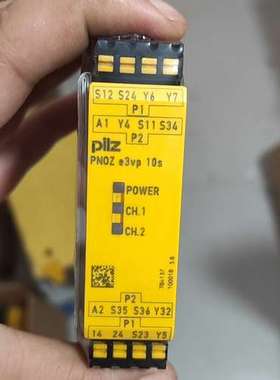 S12 S24 Y6 Y7
P1
A1 Y4 S11 S34
P2
pilz
PNOZ e3vp 10s
POWER
CH.1
CH.2
P2
A2 S35 S36 Y32
P1
14 24 S23 Y5